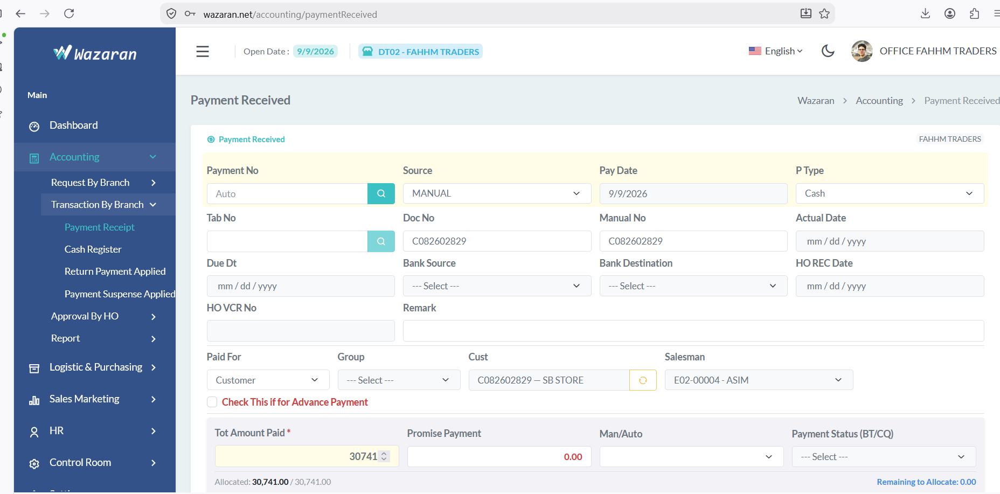 wazaran.net/accounting/paymentReceived
Wazaran
Open Date : 9/9/2026
DT02 - FAHHM TRADERS
English
OFFICE FAHHM TRADERS
Main
Dashboard
Accounting
Request By Branch
Transaction By Branch
Payment Receipt
Cash Register
Return Payment Applied
Payment Suspense Applied
Approval By HO
Report
Logistic & Purchasing
Sales Marketing
HR
Control Room
Payment Received
Wazaran > Accounting > Payment Received
Payment Received
FAHHM TRADERS
Payment No Source Pay Date P Type
Auto MANUAL 9/9/2026 Cash
Tab No Doc No Manual No Actual Date
C082602829 C082602829 mm / dd / yyyy
Due Dt Bank Source Bank Destination HO REC Date
mm / dd / yyyy --- Select --- --- Select --- mm / dd / yyyy
HO VCR No Remark
Paid For Group Cust Salesman
Customer --- Select --- C082602829 — SB STORE E02-00004 - ASIM
Check This if for Advance Payment
Tot Amount Paid * Promise Payment Man/Auto Payment Status (BT/CQ)
30741 0.00 --- Select ---
Allocated: 30,741.00 / 30,741.00 Remaining to Allocate: 0.00